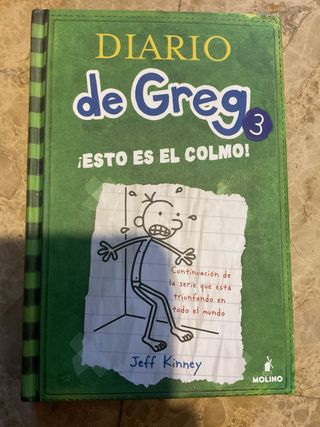 DIARIO
de Greg 3
¡ESTO ES EL COLMO!
Continuación de
la serie que está
triunfando en
todo el mundo
Jeff Kinney
MOLINO